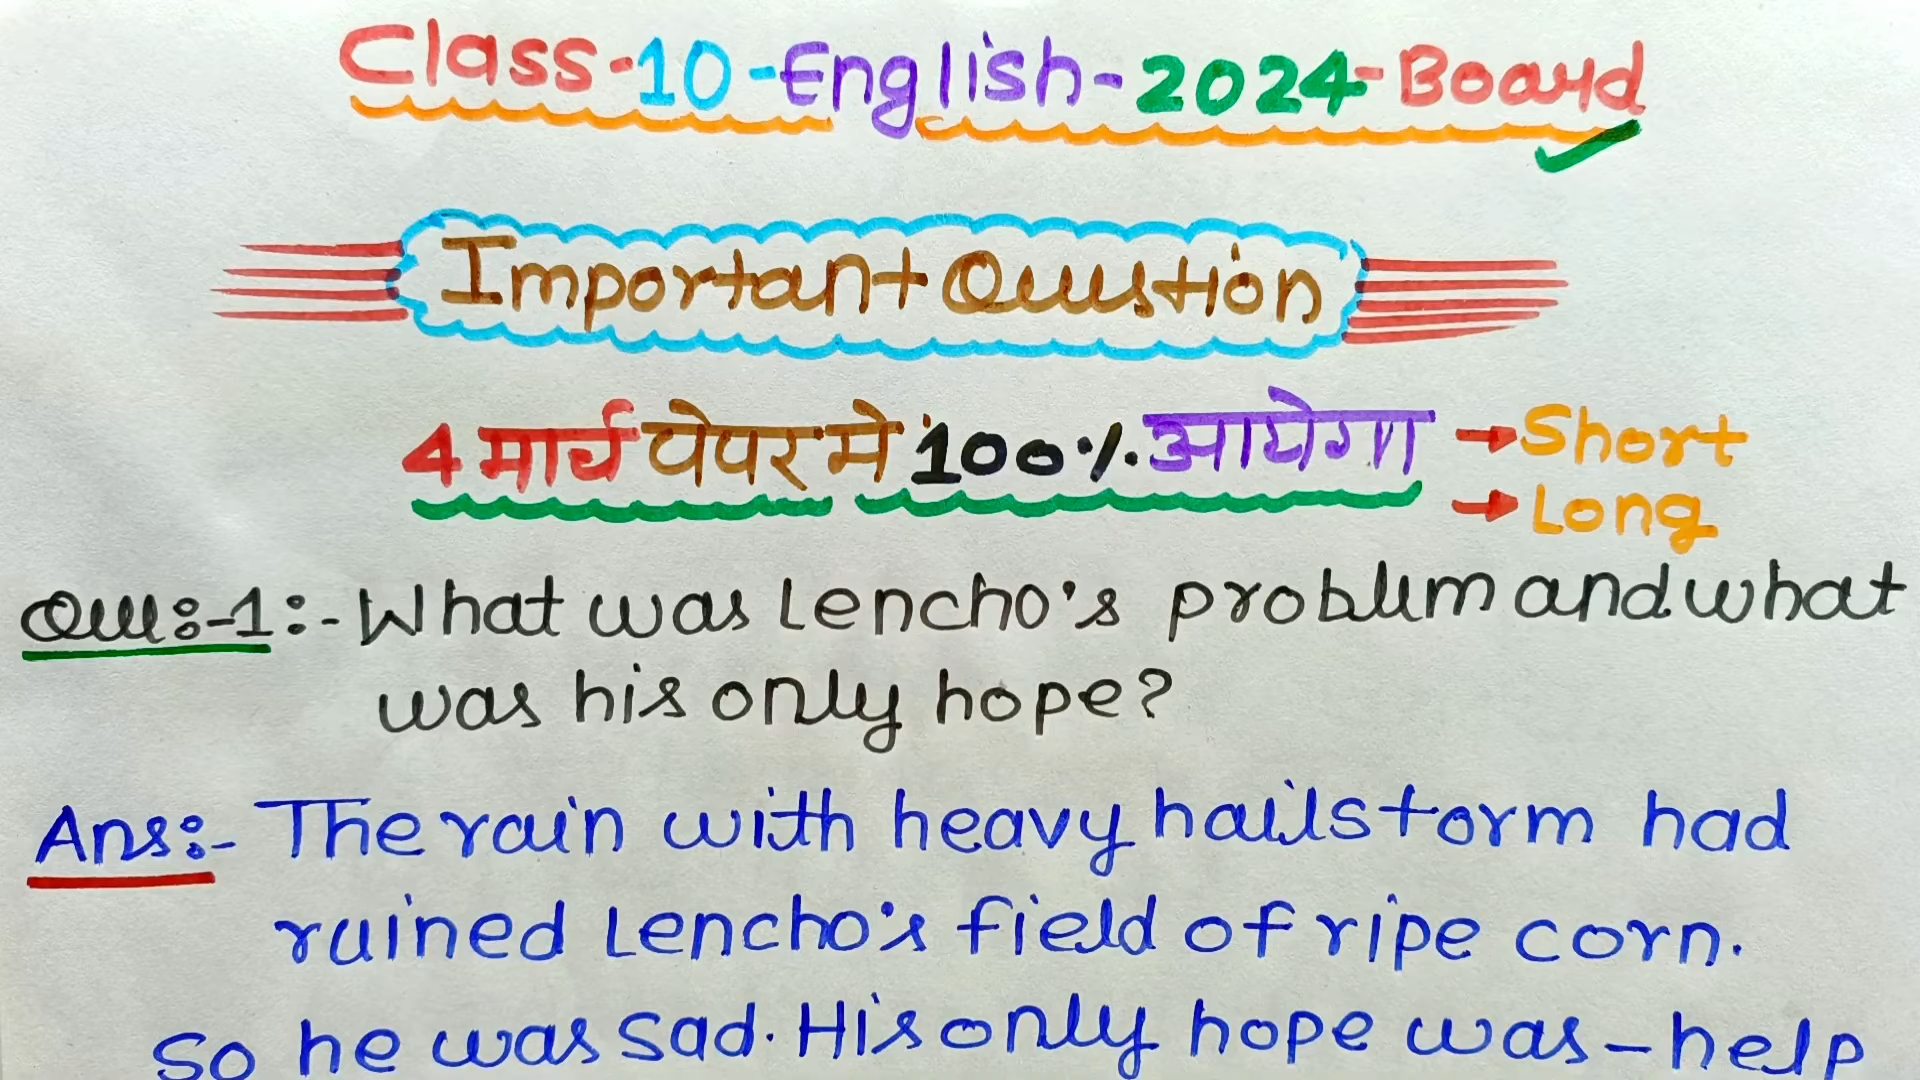 Class-10-English-2024-Board
Important Question
4 मार्च पेपर मे 100% आयेगा → Short
→ Long
Que:-1:- What was Lencho's problem and what
was his only hope?
Ans:- The rain with heavy hailstorm had
ruined Lencho's field of ripe corn.
So he was sad. His only hope was - help